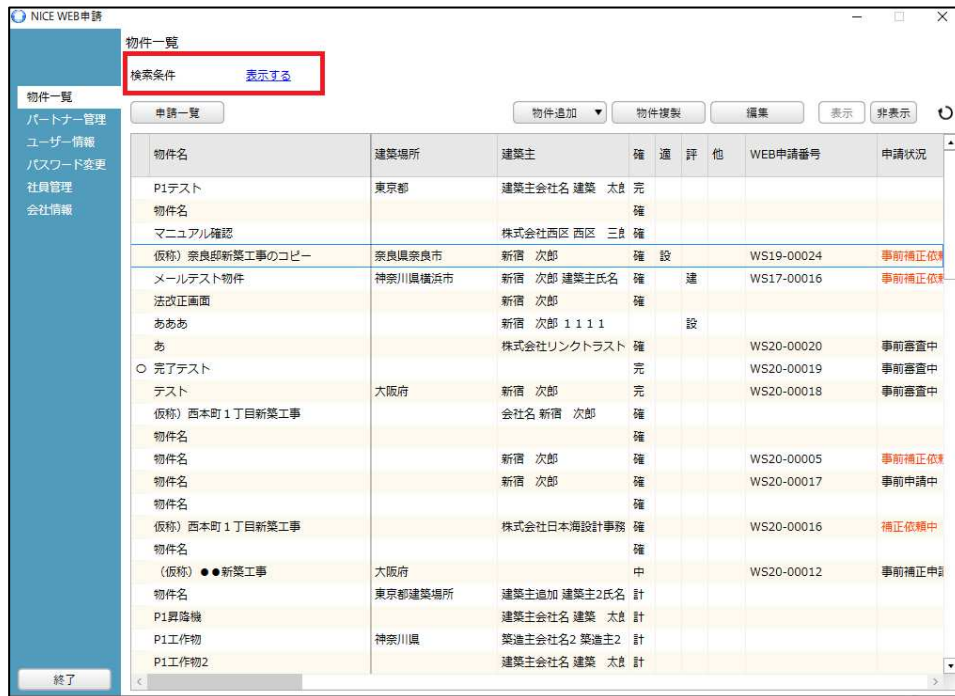 NICE WEB申請
物件一覧
検索条件 表示する
物件一覧
パートナー管理
ユーザー情報
パスワード変更
社員管理
会社情報
終了
申請一覧 物件追加 ▼ 物件複製 編集 表示 非表示
物件名 建築場所 建築主 確 適 評 他 WEB申請番号 申請状況
P1テスト 東京都 建築主会社名 建築 太 完
物件名 確
マニュアル確認 株式会社西区 西区 三 確
仮称）奈良邸新築工事のコピー 奈良県奈良市 新宿 次郎 確 設 WS19-00024 事前補正依
メールテスト物件 神奈川県横浜市 新宿 次郎 建築主氏名 確 建 WS17-00016 事前補正依
法改正画面 新宿 次郎 確
あああ 新宿 次郎 1111 設
あ 株式会社リンクトラスト 確 WS20-00020 事前審査中
○ 完了テスト 完 WS20-00019 事前審査中
テスト 大阪府 新宿 次郎 完 WS20-00018 事前審査中
仮称）西本町１丁目新築工事 会社名 新宿 次郎 確
物件名 確
物件名 新宿 次郎 確 WS20-00005 事前補正依
物件名 新宿 次郎 確 WS20-00017 事前申請中
物件名 確
仮称）西本町１丁目新築工事 株式会社日本海設計事務 確 WS20-00016 補正依頼中
物件名 確
（仮称）●●新築工事 大阪府 中 WS20-00012 事前補正申
物件名 東京都建築場所 建築主追加 建築主2氏名 計
P1昇降機 建築主会社名 建築 太 計
P1工作物 神奈川県 築造主会社名2 築造主2 計
P1工作物2 建築主会社名 建築 太 計